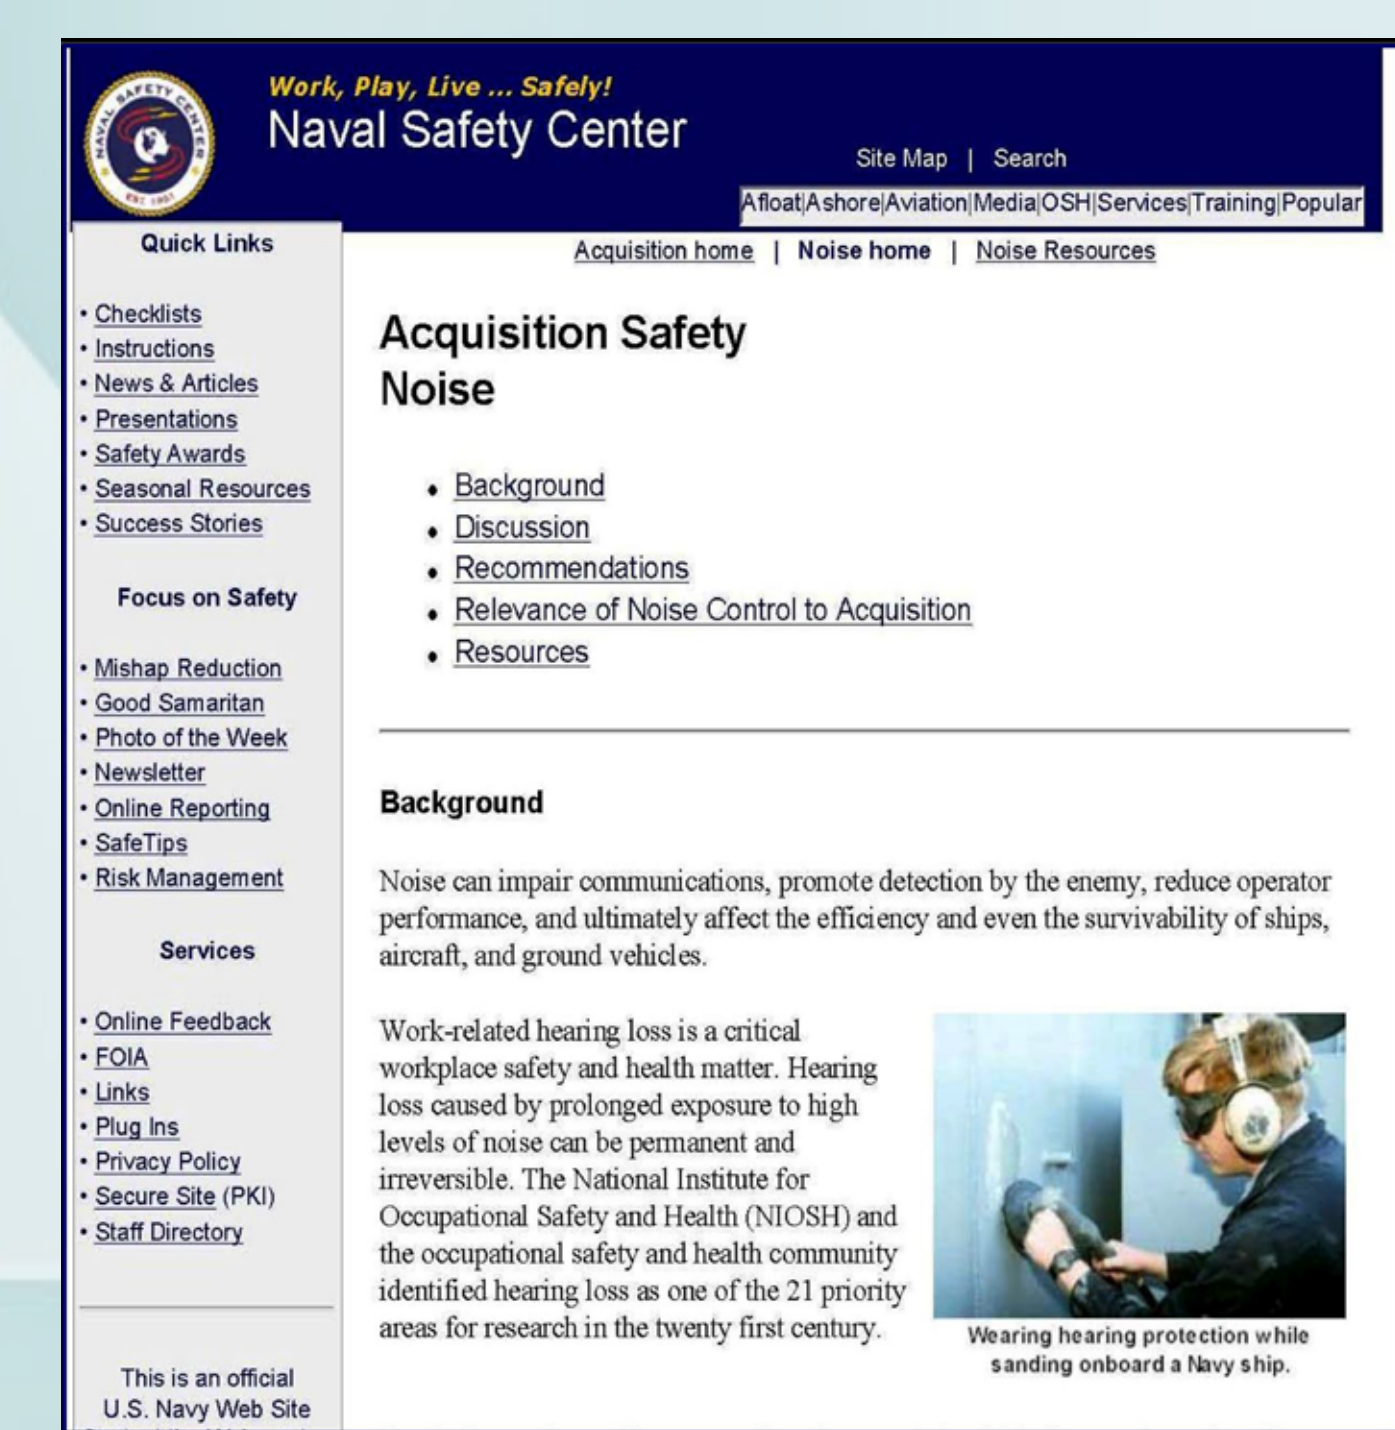 NAVAL SAFETY CENTER
EST. 1951
Work, Play, Live ... Safely!
Naval Safety Center
Site Map | Search
Afloat|Ashore|Aviation|Media|OSH|Services|Training|Popular
Acquisition home | Noise home | Noise Resources
Quick Links
• Checklists
• Instructions
• News & Articles
• Presentations
• Safety Awards
• Seasonal Resources
• Success Stories
Focus on Safety
• Mishap Reduction
• Good Samaritan
• Photo of the Week
• Newsletter
• Online Reporting
• SafeTips
• Risk Management
Services
• Online Feedback
• FOIA
• Links
• Plug Ins
• Privacy Policy
• Secure Site (PKI)
• Staff Directory
This is an official
U.S. Navy Web Site
Acquisition Safety
Noise
• Background
• Discussion
• Recommendations
• Relevance of Noise Control to Acquisition
• Resources
Background
Noise can impair communications, promote detection by the enemy, reduce operator
performance, and ultimately affect the efficiency and even the survivability of ships,
aircraft, and ground vehicles.
Work-related hearing loss is a critical
workplace safety and health matter. Hearing
loss caused by prolonged exposure to high
levels of noise can be permanent and
irreversible. The National Institute for
Occupational Safety and Health (NIOSH) and
the occupational safety and health community
identified hearing loss as one of the 21 priority
areas for research in the twenty first century.
Wearing hearing protection while
sanding onboard a Navy ship.